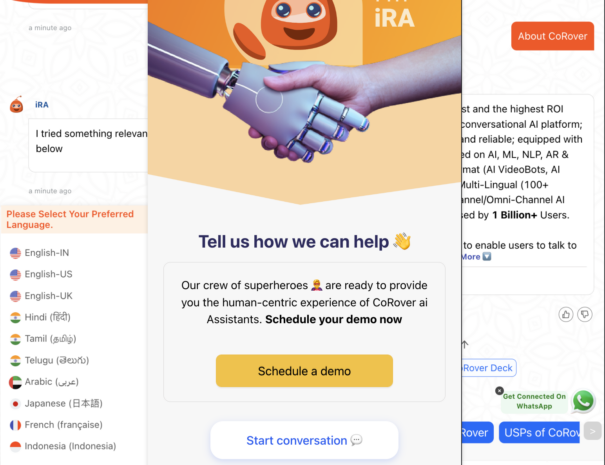 a minute ago
iRA
I tried something relevan
below
a minute ago
Please Select Your Preferred
Language.
English-IN
English-US
English-UK
Hindi (हिंदी)
Tamil (தமிழ்)
Telugu (తెలుగు)
Arabic (عربى)
Japanese (日本語)
French (française)
Indonesia (Indonesia)
iRA
Tell us how we can help 👋
Our crew of superheroes 🦸 are ready to provide
you the human-centric experience of CoRover ai
Assistants. Schedule your demo now
Schedule a demo
Start conversation 💬
About CoRover
st and the highest ROI
conversational AI platform;
and reliable; equipped with
ed on AI, ML, NLP, AR &
rmat (AI VideoBots, AI
Multi-Lingual (100+
annel/Omni-Channel AI
sed by 1 Billion+ Users.
to enable users to talk to
More
Rover Deck
Get Connected On
WhatsApp
Rover
USPs of CoRov
>